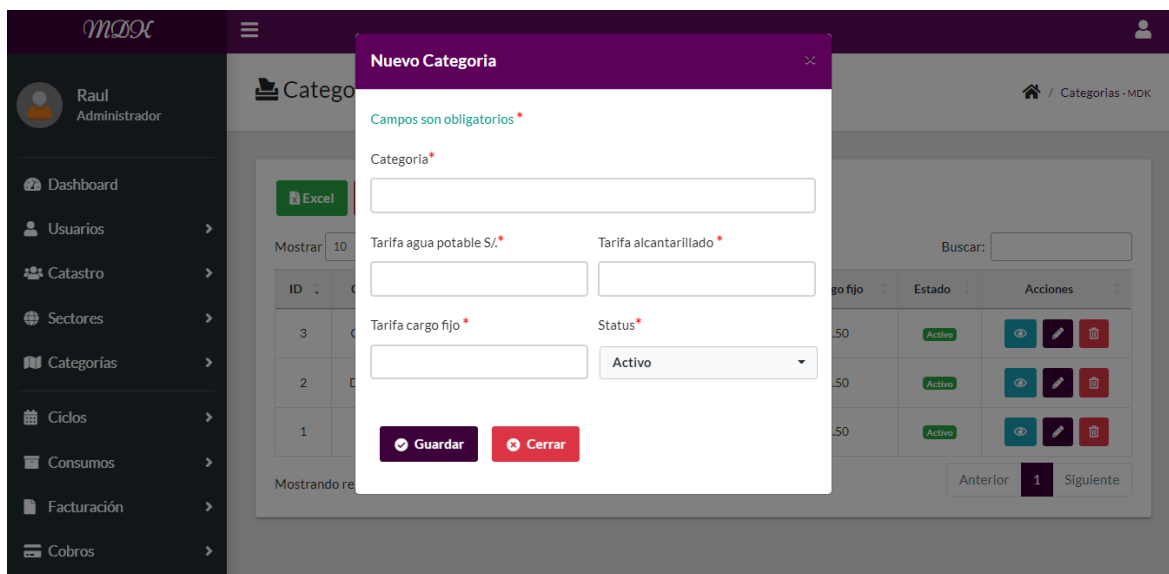 MDK
Raul
Administrador
Dashboard
Usuarios
Catastro
Sectores
Categorías
Ciclos
Consumos
Facturación
Cobros
Catego
/ Categorias - MDK
Excel
Mostrar 10
Buscar:
ID
go fijo
Estado
Acciones
3
.50
Activo
2
.50
Activo
1
.50
Activo
Mostrando re
Anterior 1 Siguiente
Nuevo Categoria
Campos son obligatorios *
Categoria*
Tarifa agua potable S/.*
Tarifa alcantarillado *
Tarifa cargo fijo *
Status*
Activo
Guardar
Cerrar